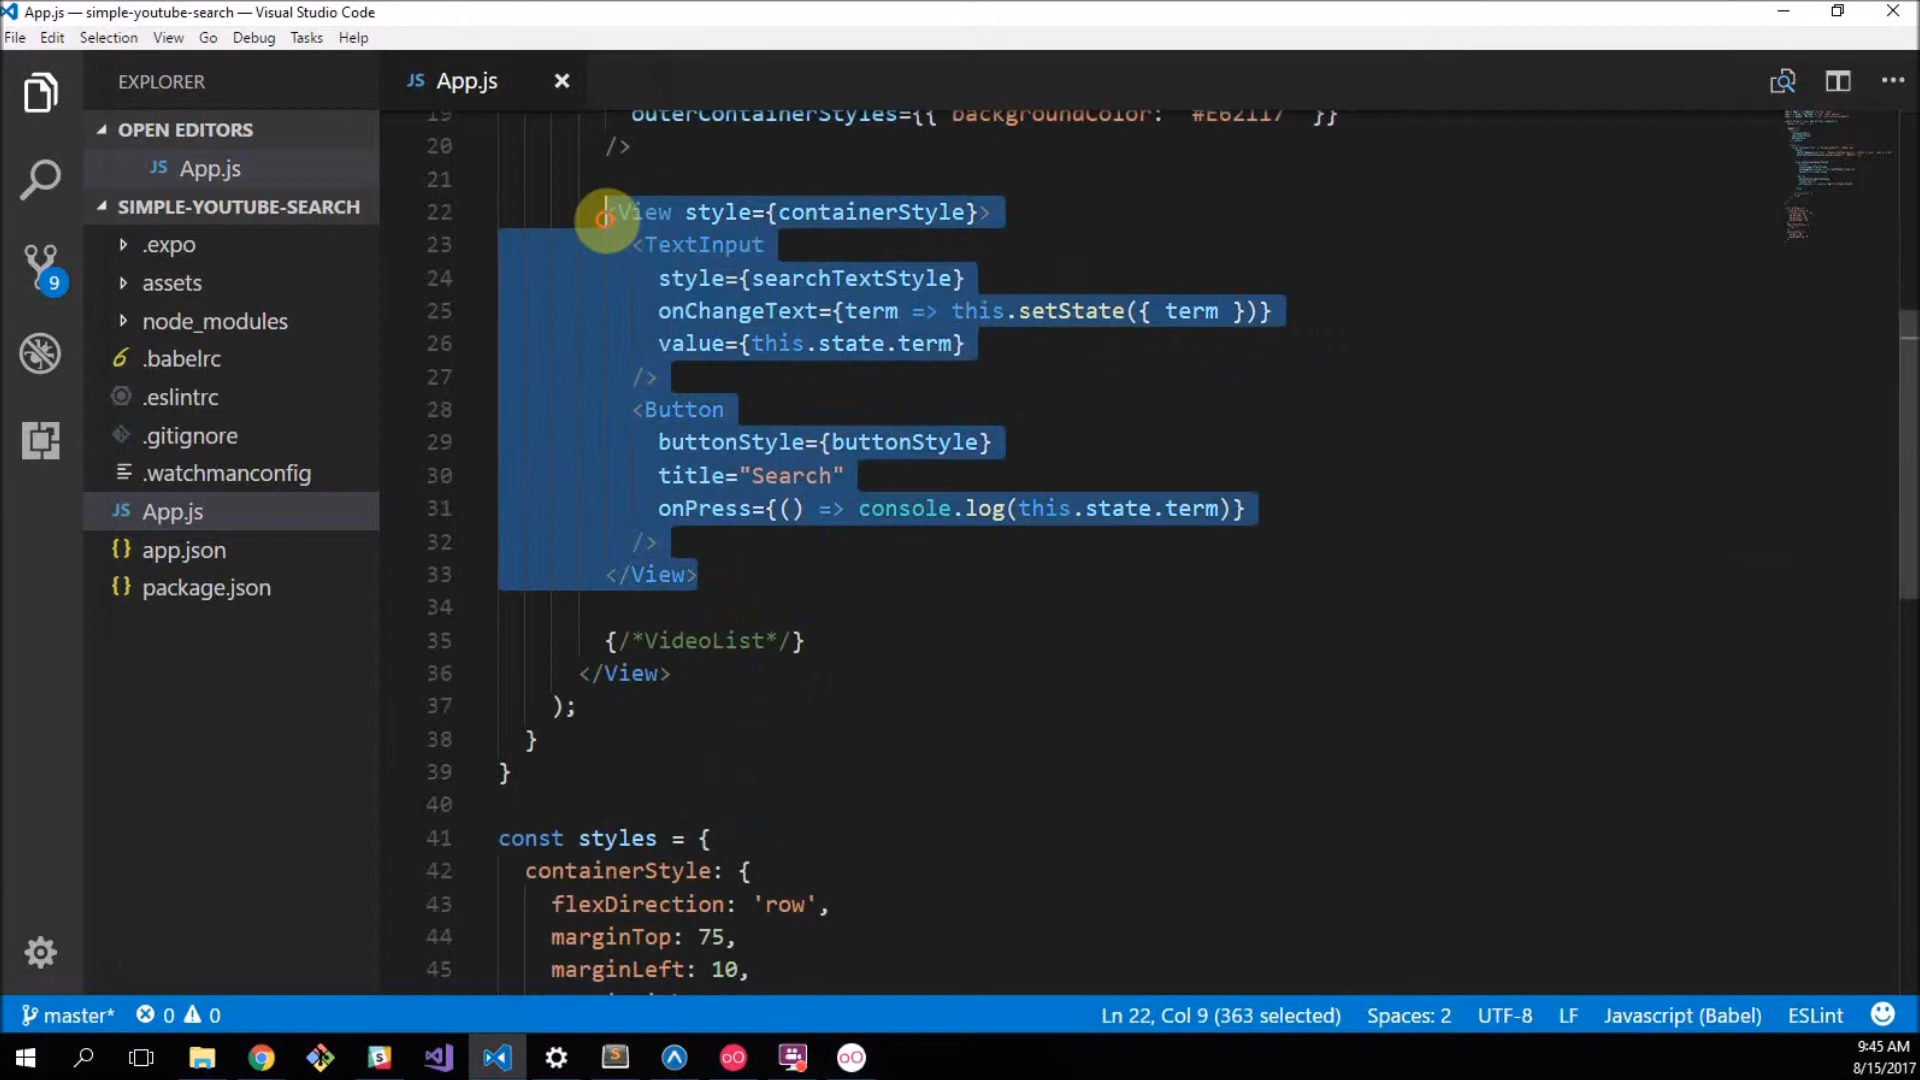 App.js — simple-youtube-search — Visual Studio Code
File Edit Selection View Go Debug Tasks Help
EXPLORER
OPEN EDITORS
JS App.js
SIMPLE-YOUTUBE-SEARCH
.expo
assets
node_modules
6 .babelrc
.eslintrc
.gitignore
.watchmanconfig
JS App.js
{} app.json
{} package.json
9
JS App.js
19 outerContainerStyles={{ backgroundColor: '#E62117' }}
20 />
21
22 <View style={containerStyle}>
23 <TextInput
24 style={searchTextStyle}
25 onChangeText={term => this.setState({ term })}
26 value={this.state.term}
27 />
28 <Button
29 buttonStyle={buttonStyle}
30 title="Search"
31 onPress={() => console.log(this.state.term)}
32 />
33 </View>
34
35 {/*VideoList*/}
36 </View>
37 );
38 }
39 }
40
41 const styles = {
42 containerStyle: {
43 flexDirection: 'row',
44 marginTop: 75,
45 marginLeft: 10,
master* 0 0 Ln 22, Col 9 (363 selected) Spaces: 2 UTF-8 LF Javascript (Babel) ESLint
9:45 AM
8/15/2017